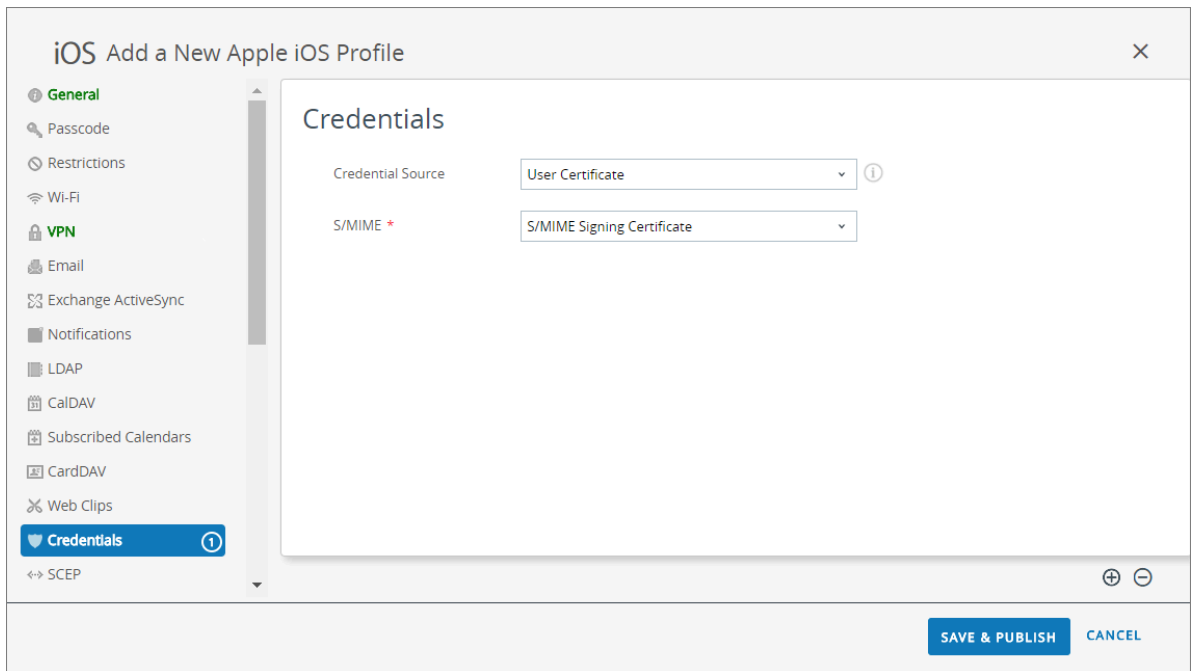 iOS Add a New Apple iOS Profile
General
Passcode
Restrictions
Wi-Fi
VPN
Email
Exchange ActiveSync
Notifications
LDAP
CalDAV
Subscribed Calendars
CardDAV
Web Clips
Credentials 1
SCEP
Credentials
Credential Source User Certificate
S/MIME * S/MIME Signing Certificate
SAVE & PUBLISH CANCEL